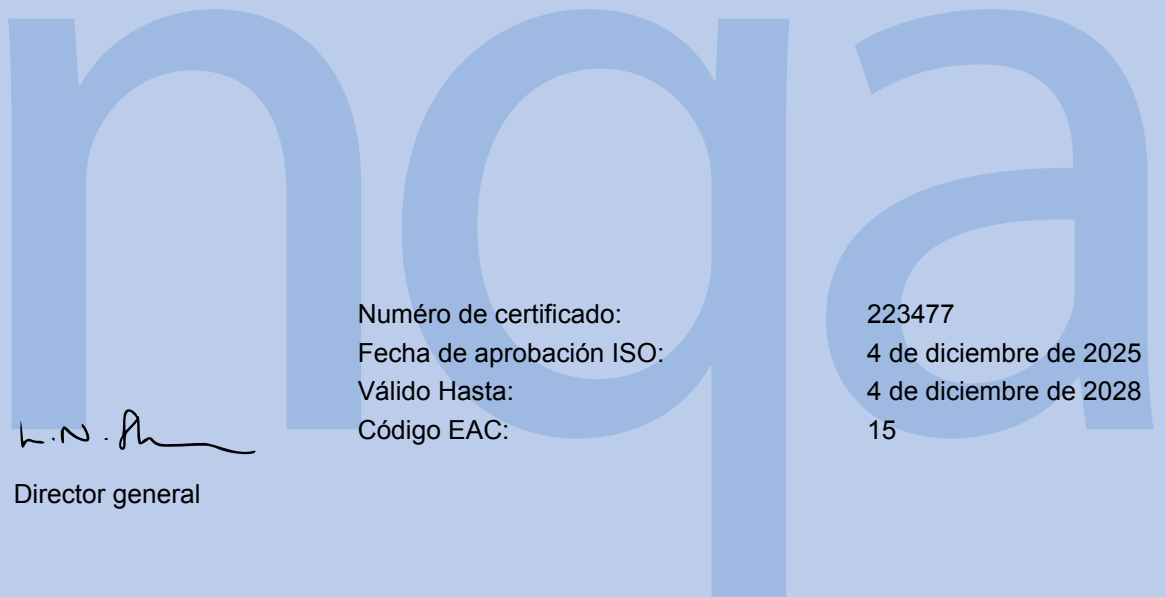 nqa
Numéro de certificado: 223477
Fecha de aprobación ISO: 4 de diciembre de 2025
Válido Hasta: 4 de diciembre de 2028
Código EAC: 15
Director general